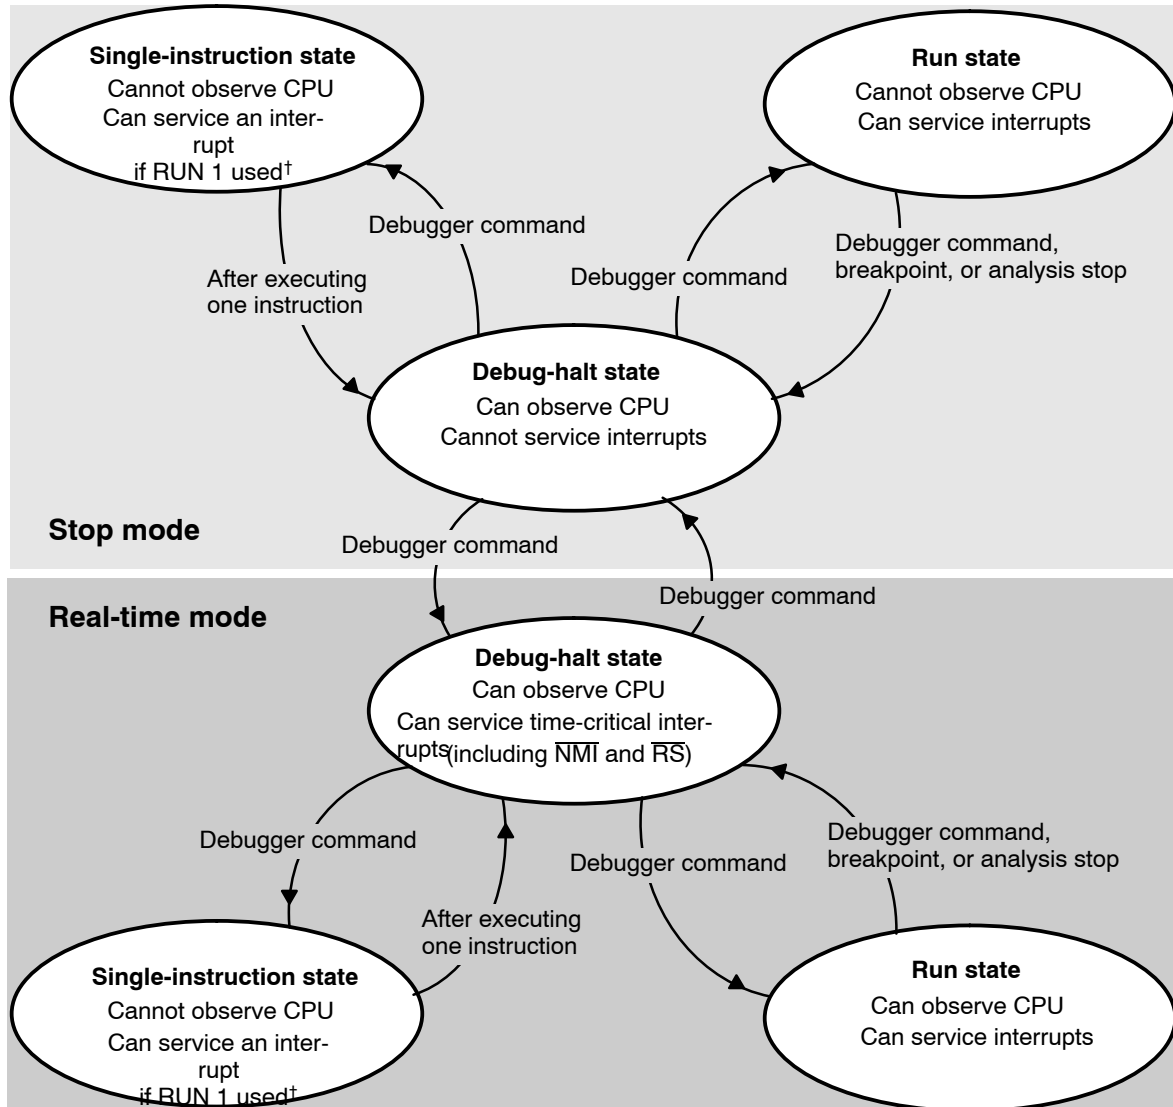 Single-instruction state
Cannot observe CPU
Can service an inter-
rupt
if RUN 1 used†
Run state
Cannot observe CPU
Can service interrupts
Debugger command
After executing
one instruction
Debugger command
Debugger command,
breakpoint, or analysis stop
Debug-halt state
Can observe CPU
Cannot service interrupts
Stop mode
Debugger command
Debugger command
Real-time mode
Debug-halt state
Can observe CPU
Can service time-critical inter-
rupts(including N̅M̅I̅ and R̅S̅)
Debugger command
After executing
one instruction
Debugger command
Debugger command,
breakpoint, or analysis stop
Single-instruction state
Cannot observe CPU
Can service an inter-
rupt
if RUN 1 used†
Run state
Can observe CPU
Can service interrupts